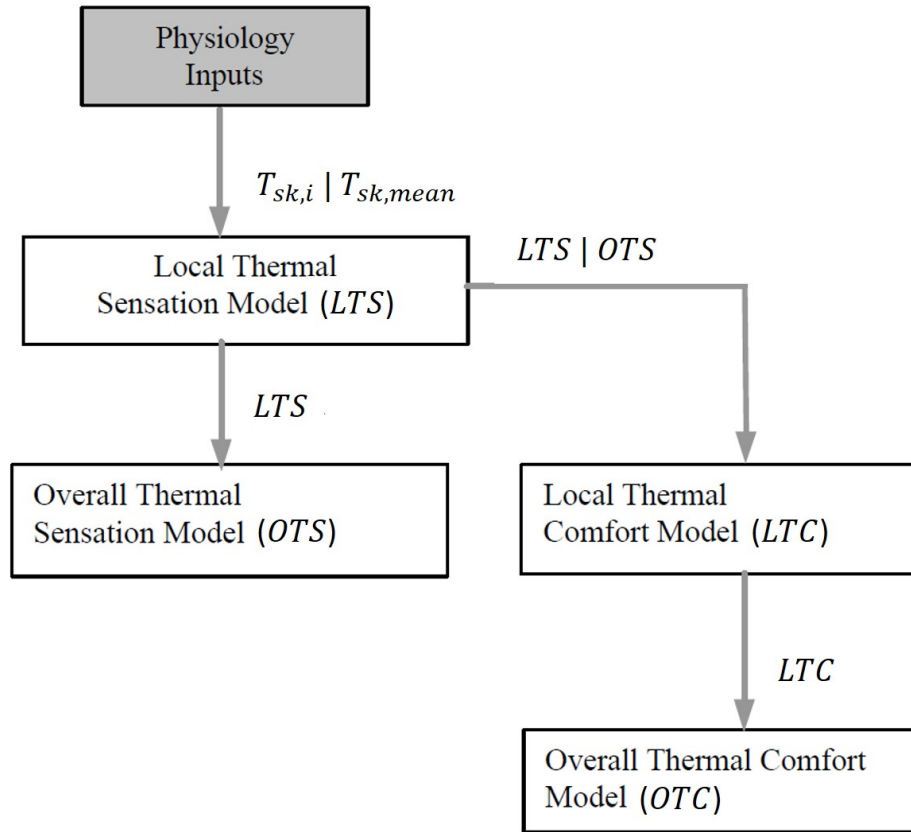 Physiology
Inputs
T_{sk,i} | T_{sk,mean}
Local Thermal
Sensation Model (LTS)
LTS | OTS
LTS
Overall Thermal
Sensation Model (OTS)
Local Thermal
Comfort Model (LTC)
LTC
Overall Thermal Comfort
Model (OTC)